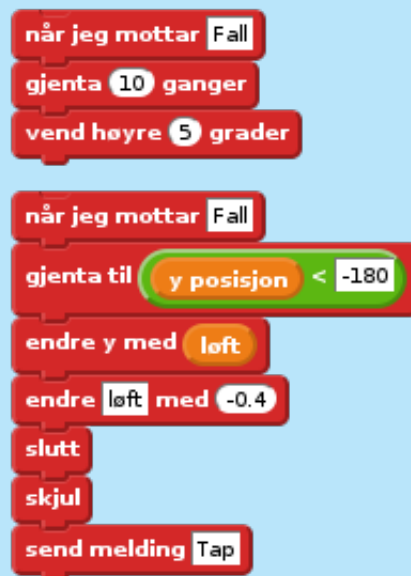 når jeg mottar Fall
gjenta 10 ganger
vend høyre 5 grader
når jeg mottar Fall
gjenta til y posisjon < -180
endre y med løft
endre løft med -0.4
slutt
skjul
send melding Tap